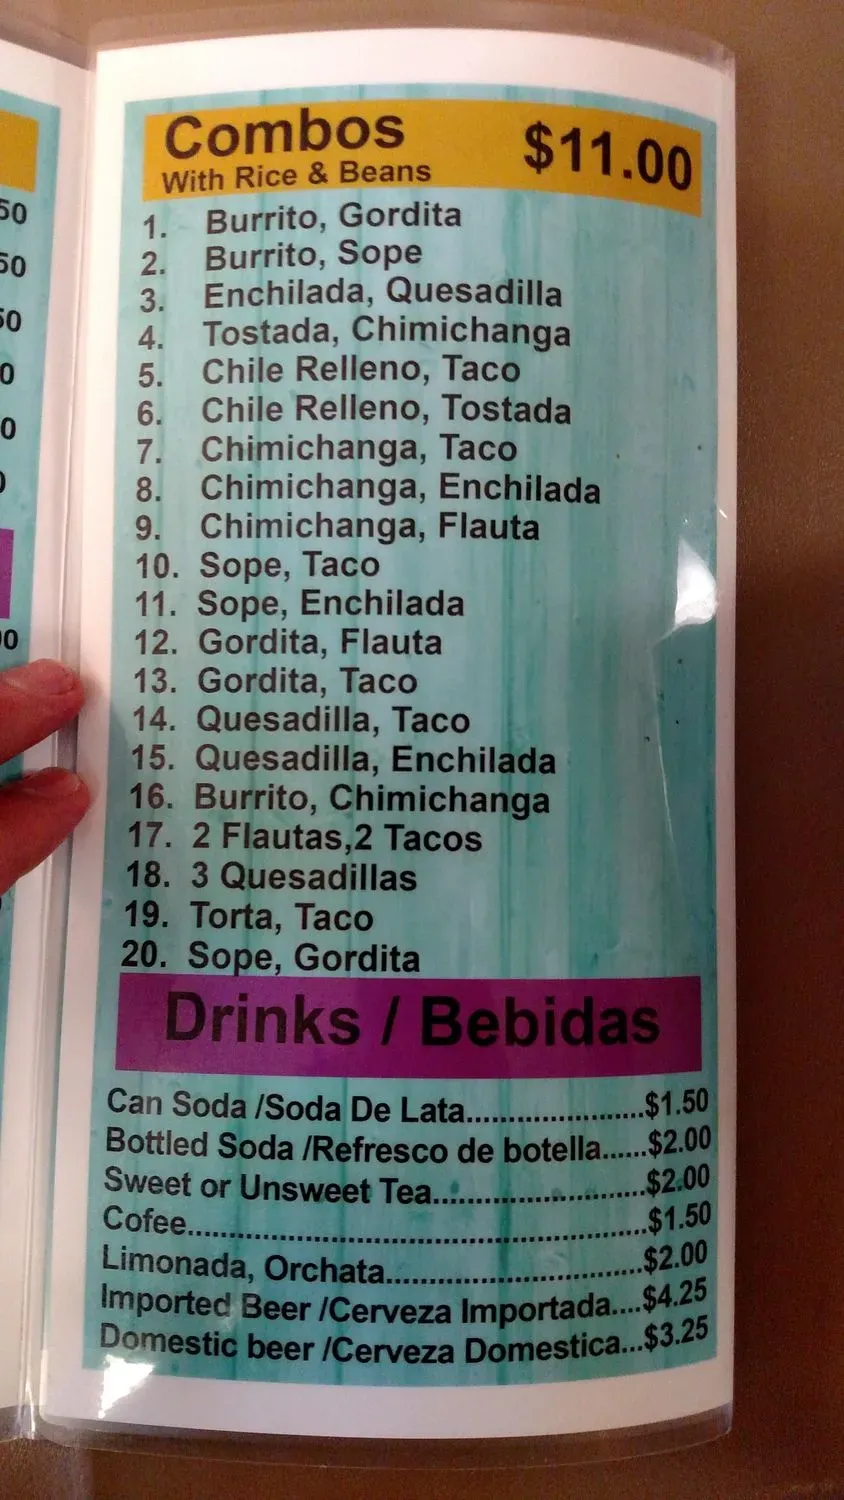 Combos
With Rice & Beans
$11.00
1. Burrito, Gordita
2. Burrito, Sope
3. Enchilada, Quesadilla
4. Tostada, Chimichanga
5. Chile Relleno, Taco
6. Chile Relleno, Tostada
7. Chimichanga, Taco
8. Chimichanga, Enchilada
9. Chimichanga, Flauta
10. Sope, Taco
11. Sope, Enchilada
12. Gordita, Flauta
13. Gordita, Taco
14. Quesadilla, Taco
15. Quesadilla, Enchilada
16. Burrito, Chimichanga
17. 2 Flautas,2 Tacos
18. 3 Quesadillas
19. Torta, Taco
20. Sope, Gordita
Drinks / Bebidas
Can Soda /Soda De Lata......................$1.50
Bottled Soda /Refresco de botella......$2.00
Sweet or Unsweet Tea..........................$2.00
Cofee.....................................................$1.50
Limonada, Orchata...............................$2.00
Imported Beer /Cerveza Importada....$4.25
Domestic beer /Cerveza Domestica...$3.25